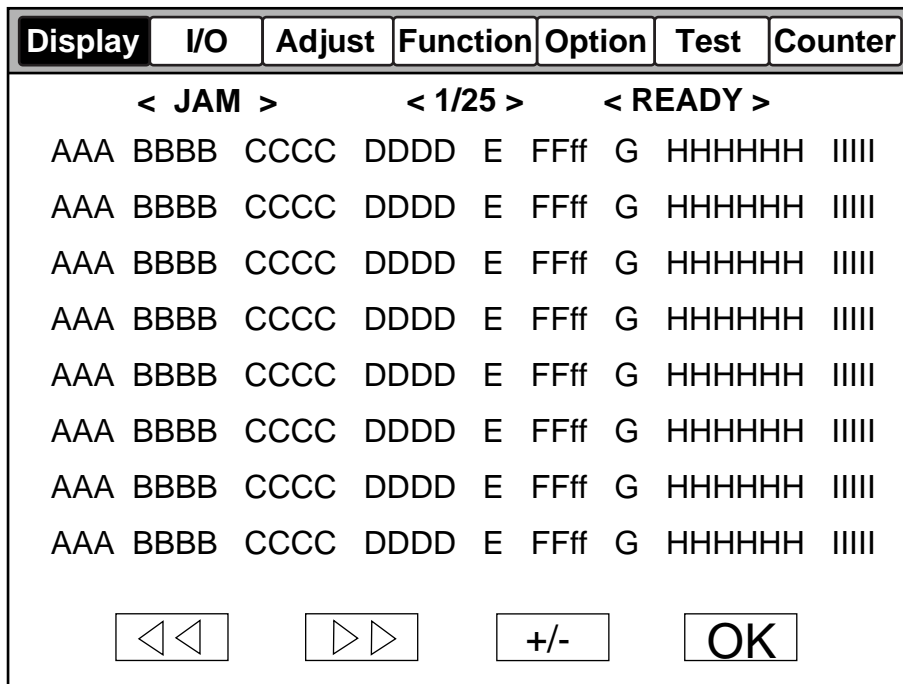 Display I/O Adjust Function Option Test Counter
< JAM > < 1/25 > < READY >
AAA BBBB CCCC DDDD E FFff G HHHHHH IIIII
AAA BBBB CCCC DDDD E FFff G HHHHHH IIIII
AAA BBBB CCCC DDDD E FFff G HHHHHH IIIII
AAA BBBB CCCC DDDD E FFff G HHHHHH IIIII
AAA BBBB CCCC DDDD E FFff G HHHHHH IIIII
AAA BBBB CCCC DDDD E FFff G HHHHHH IIIII
AAA BBBB CCCC DDDD E FFff G HHHHHH IIIII
AAA BBBB CCCC DDDD E FFff G HHHHHH IIIII
+/- OK